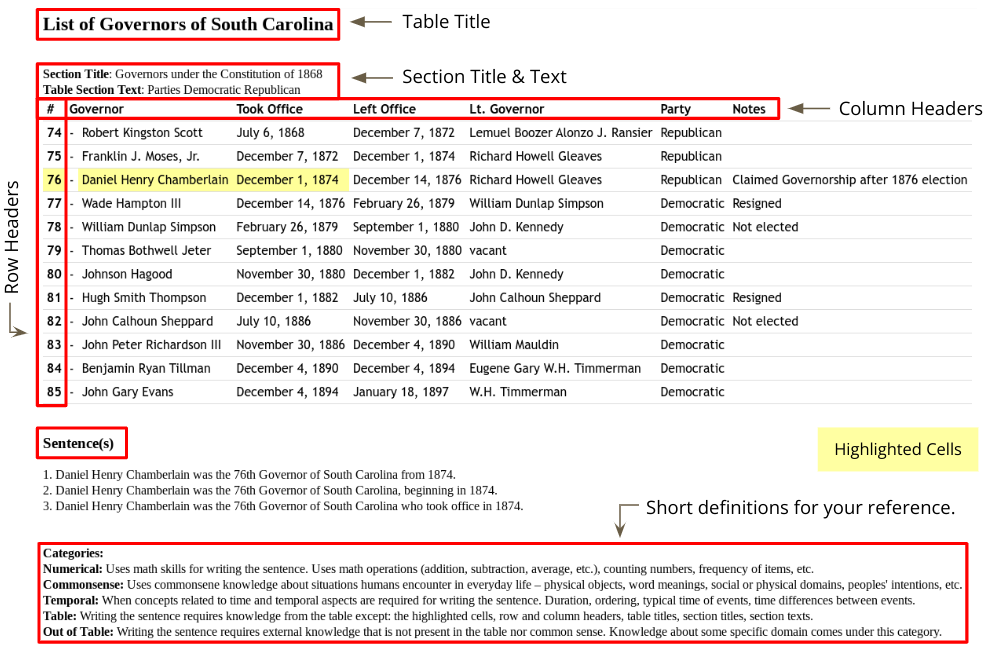 List of Governors of South Carolina
Table Title
Section Title: Governors under the Constitution of 1868
Table Section Text: Parties Democratic Republican
Section Title & Text
# Governor Took Office Left Office Lt. Governor Party Notes
Column Headers
74 - Robert Kingston Scott July 6, 1868 December 7, 1872 Lemuel Boozer Alonzo J. Ransier Republican
75 - Franklin J. Moses, Jr. December 7, 1872 December 1, 1874 Richard Howell Gleaves Republican
76 - Daniel Henry Chamberlain December 1, 1874 December 14, 1876 Richard Howell Gleaves Republican Claimed Governorship after 1876 election
77 - Wade Hampton III December 14, 1876 February 26, 1879 William Dunlap Simpson Democratic Resigned
78 - William Dunlap Simpson February 26, 1879 September 1, 1880 John D. Kennedy Democratic Not elected
79 - Thomas Bothwell Jeter September 1, 1880 November 30, 1880 vacant Democratic
80 - Johnson Hagood November 30, 1880 December 1, 1882 John D. Kennedy Democratic
81 - Hugh Smith Thompson December 1, 1882 July 10, 1886 John Calhoun Sheppard Democratic Resigned
82 - John Calhoun Sheppard July 10, 1886 November 30, 1886 vacant Democratic Not elected
83 - John Peter Richardson III November 30, 1886 December 4, 1890 William Mauldin Democratic
84 - Benjamin Ryan Tillman December 4, 1890 December 4, 1894 Eugene Gary W.H. Timmerman Democratic
85 - John Gary Evans December 4, 1894 January 18, 1897 W.H. Timmerman Democratic
Row Headers
Sentence(s)
Highlighted Cells
1. Daniel Henry Chamberlain was the 76th Governor of South Carolina from 1874.
2. Daniel Henry Chamberlain was the 76th Governor of South Carolina, beginning in 1874.
3. Daniel Henry Chamberlain was the 76th Governor of South Carolina who took office in 1874.
Short definitions for your reference.
Categories:
Numerical: Uses math skills for writing the sentence. Uses math operations (addition, subtraction, average, etc.), counting numbers, frequency of items, etc.
Commonsense: Uses commonsene knowledge about situations humans encounter in everyday life – physical objects, word meanings, social or physical domains, peoples' intentions, etc.
Temporal: When concepts related to time and temporal aspects are required for writing the sentence. Duration, ordering, typical time of events, time differences between events.
Table: Writing the sentence requires knowledge from the table except: the highlighted cells, row and column headers, table titles, section titles, section texts.
Out of Table: Writing the sentence requires external knowledge that is not present in the table nor common sense. Knowledge about some specific domain comes under this category.